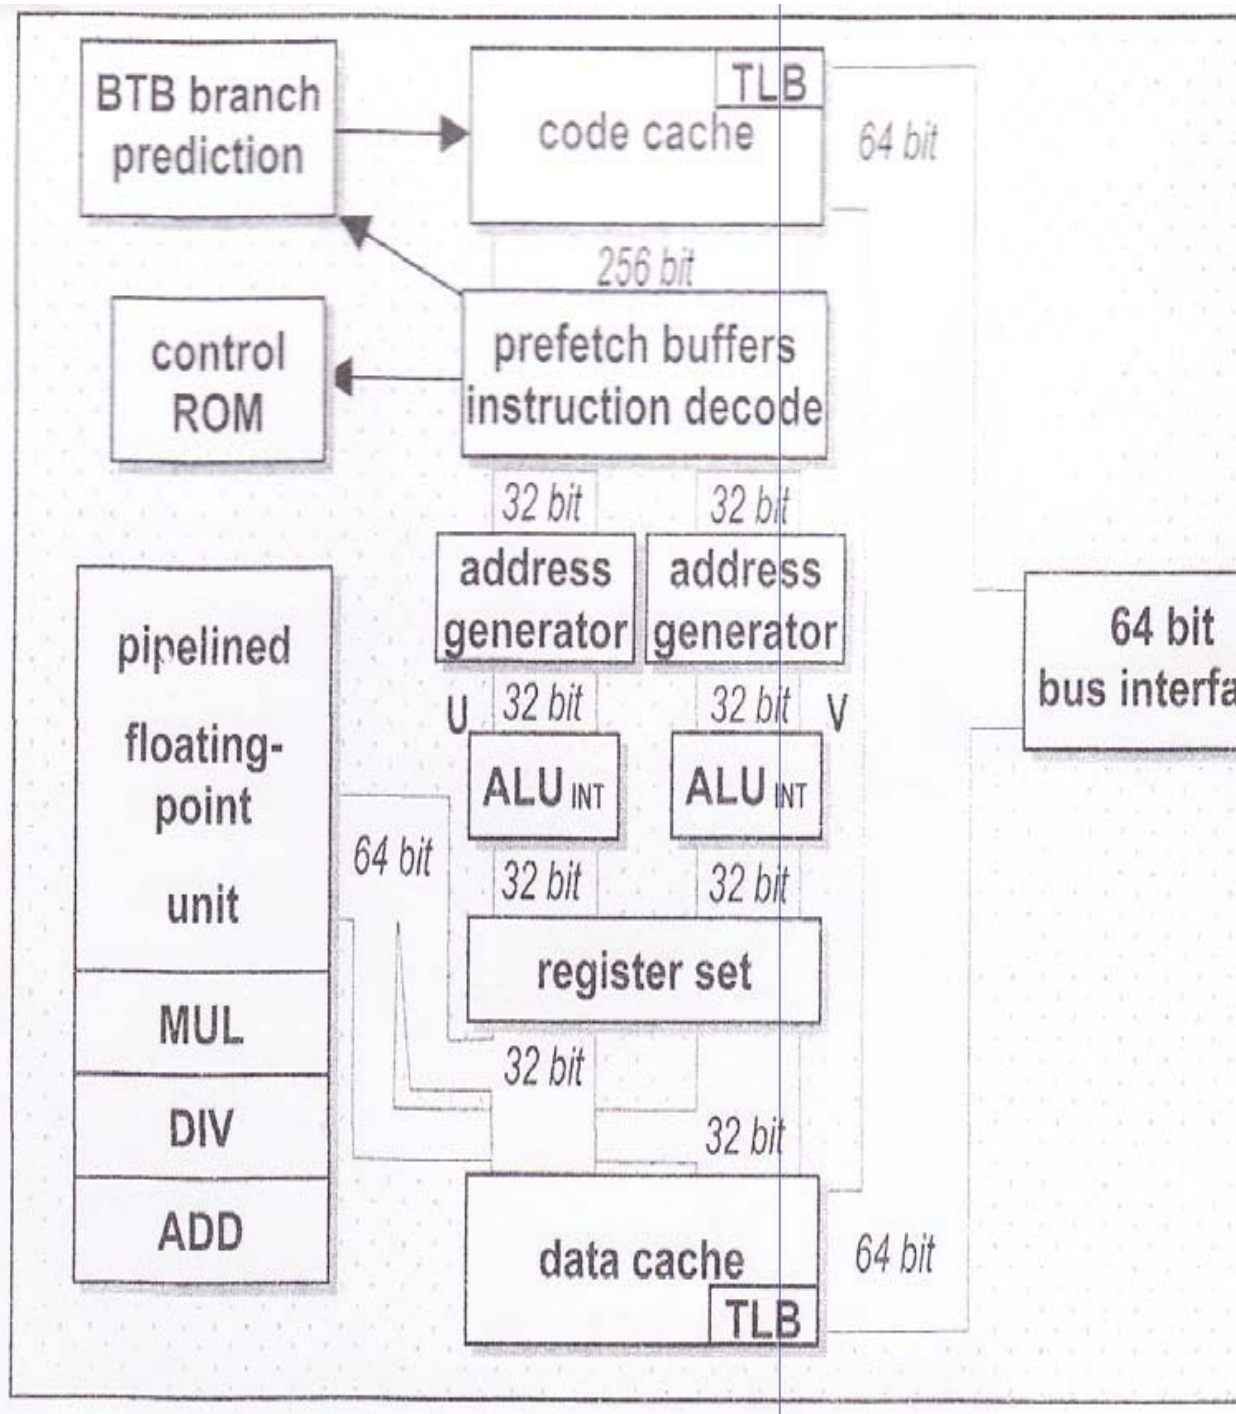 BTB branch
prediction
TLB
code cache
64 bit
256 bit
control
ROM
prefetch buffers
instruction decode
32 bit
32 bit
address
generator
address
generator
pipelined
floating-
point
unit
MUL
DIV
ADD
U
32 bit
32 bit
V
64 bit
bus interfa
ALU INT
ALU INT
64 bit
32 bit
32 bit
register set
32 bit
32 bit
data cache
TLB
64 bit